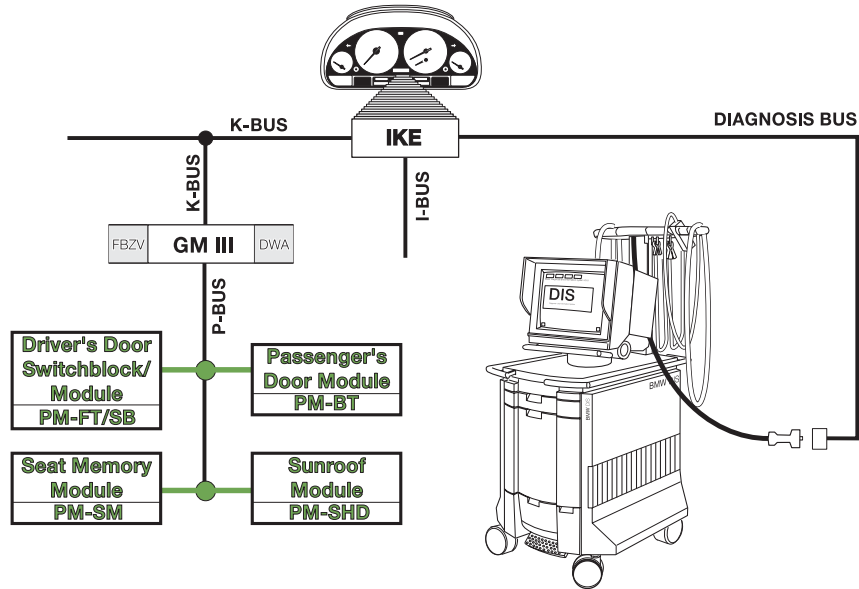 K-BUS
IKE
DIAGNOSIS BUS
K-BUS
I-BUS
FBZV
GM III
DWA
P-BUS
DIS
Driver's Door
Switchblock/
Module
PM-FT/SB
Passenger's
Door Module
PM-BT
Seat Memory
Module
PM-SM
Sunroof
Module
PM-SHD